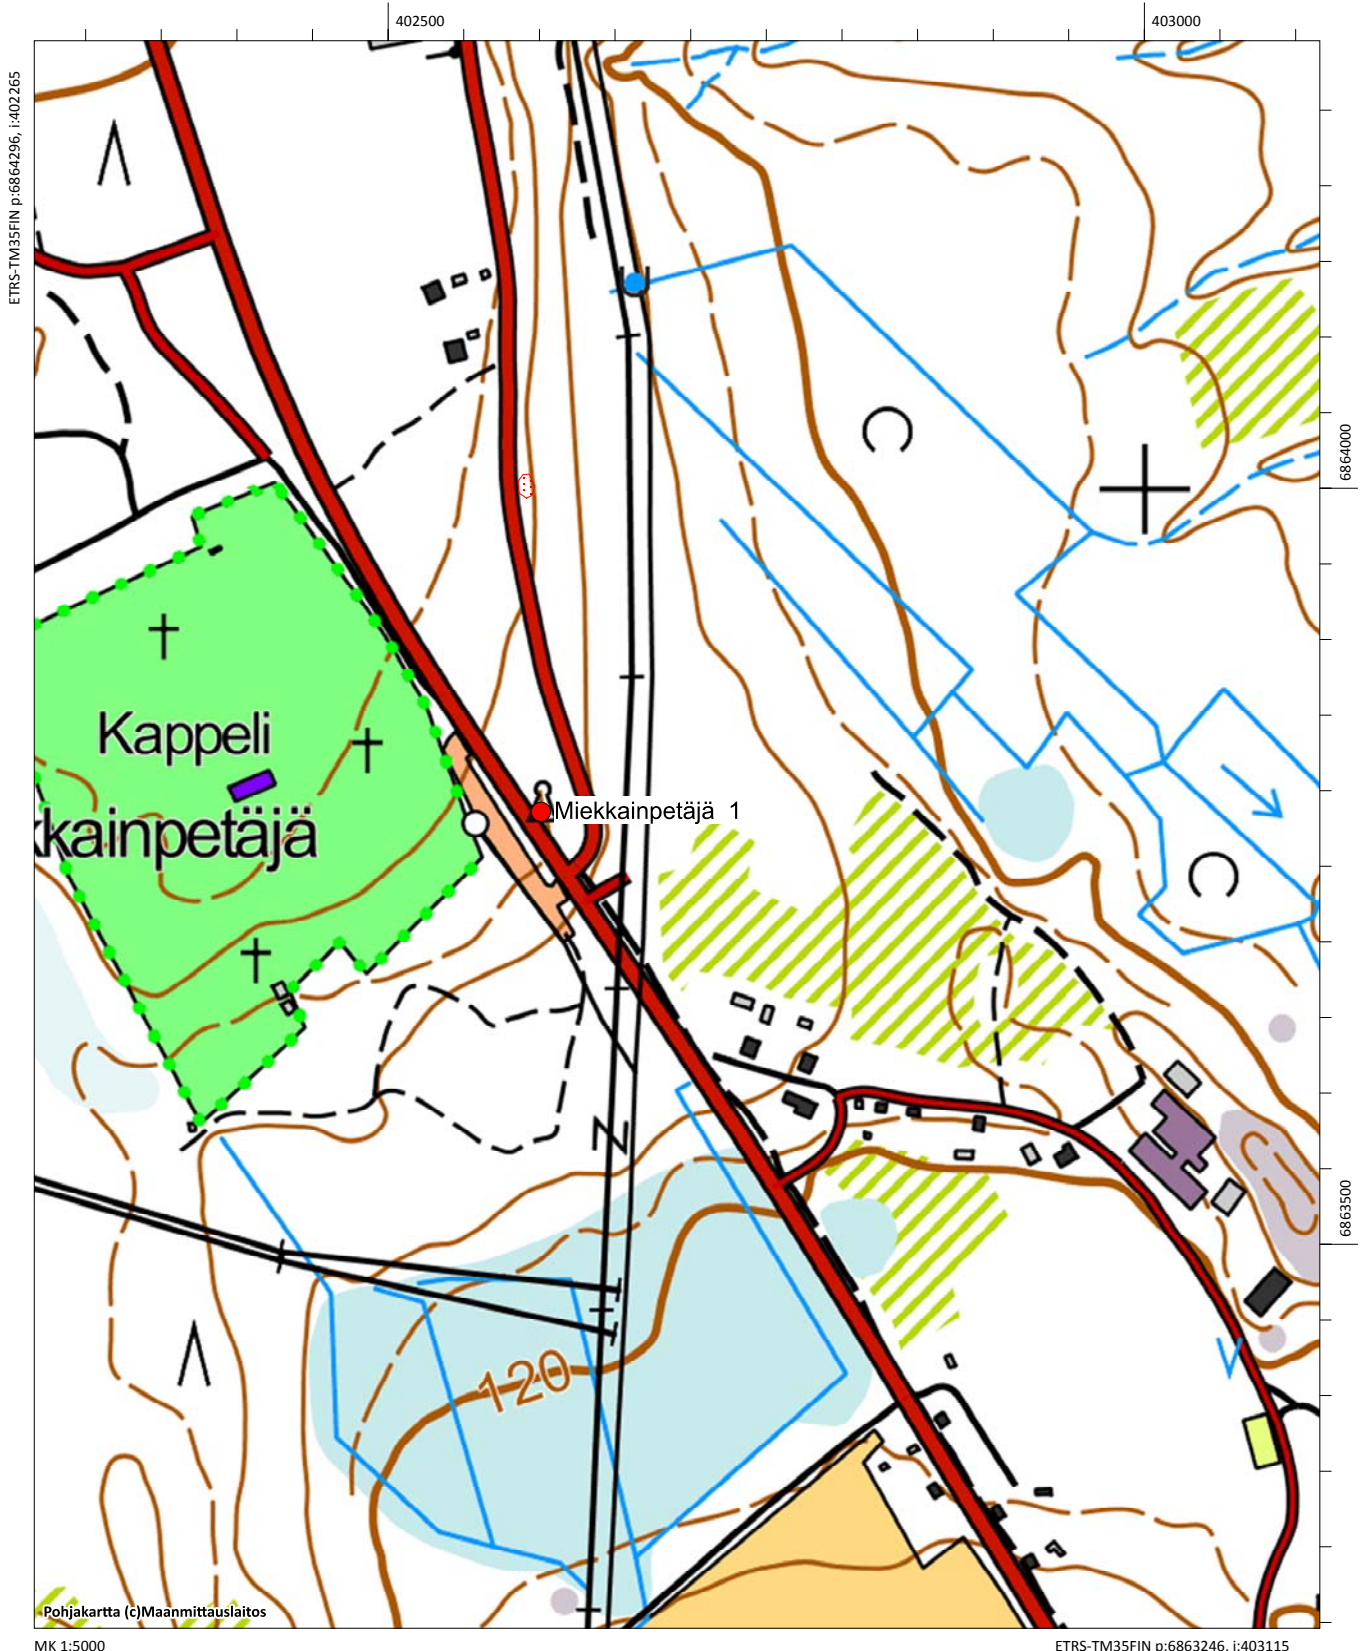 402500
403000
ETRS-TM35FIN p:6864296, i:402265
6864000
Kappeli
Miekkainpetäjä 1
kkainpetäjä
6863500
120
Pohjakartta (c)Maanmittauslaitos
MK 1:5000
ETRS-TM35FIN p:6863246, i:403115